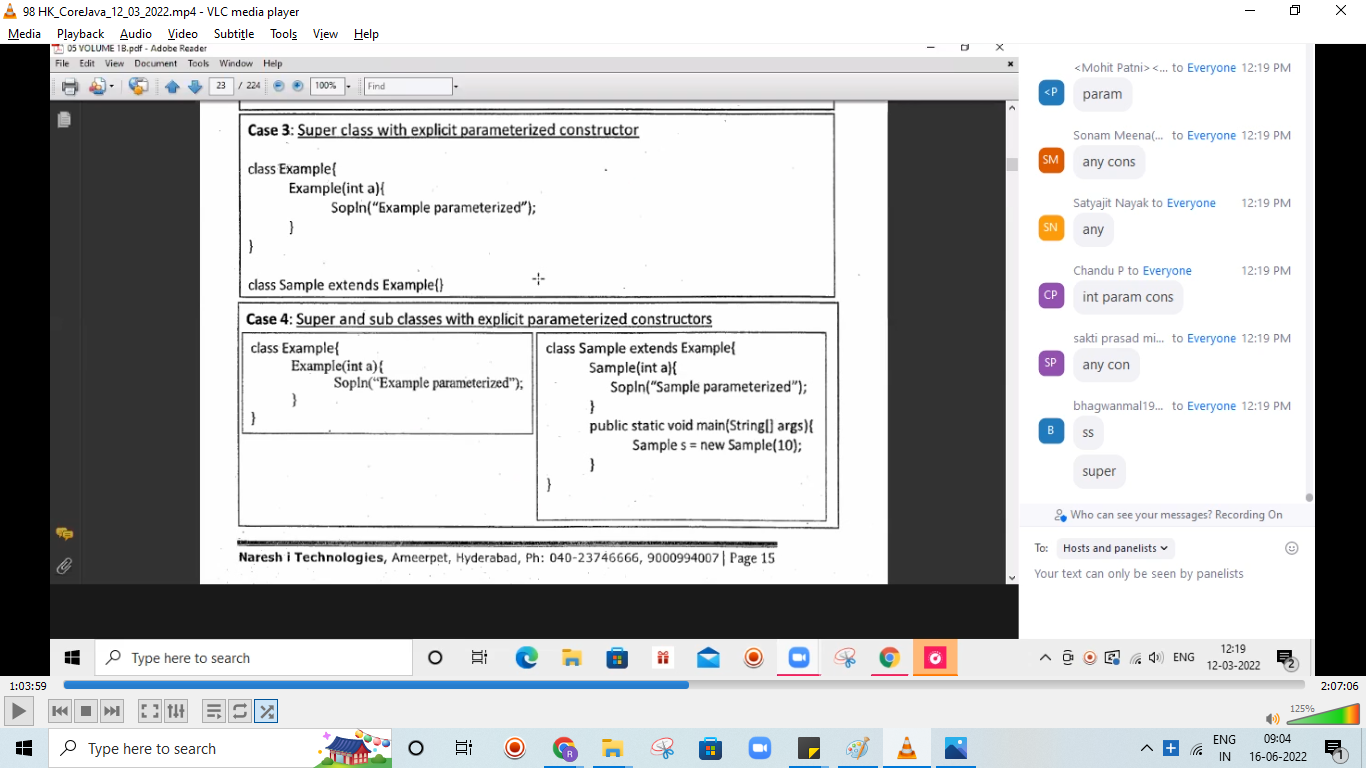 98 HK_CoreJava_12_03_2022.mp4 - VLC media player
Media Playback Audio Video Subtitle Tools View Help
05 VOLUME 1B.pdf - Adobe Reader
File Edit View Document Tools Window Help
23 / 224 100% Find
Case 3: Super class with explicit parameterized constructor
class Example{
Example(int a){
Sopln("Example parameterized");
}
}
class Sample extends Example{}
Case 4: Super and sub classes with explicit parameterized constructors
class Example{
Example(int a){
Sopln("Example parameterized");
}
}
class Sample extends Example{
Sample(int a){
Sopln("Sample parameterized");
}
public static void main(String[] args){
Sample s = new Sample(10);
}
}
Naresh i Technologies, Ameerpet, Hyderabad, Ph: 040-23746666, 9000994007 | Page 15
<Mohit Patni> <... to Everyone 12:19 PM
<P param
Sonam Meena(... to Everyone 12:19 PM
SM any cons
Satyajit Nayak to Everyone 12:19 PM
SN any
Chandu P to Everyone 12:19 PM
CP int param cons
sakti prasad mi... to Everyone 12:19 PM
SP any con
bhagwanmal19... to Everyone 12:19 PM
B ss
super
Who can see your messages? Recording On
To: Hosts and panelists
Your text can only be seen by panelists
Type here to search
ENG 12:19
12-03-2022 2
1:03:59 2:07:06
125%
Type here to search
R
ENG 09:04
IN 16-06-2022 1